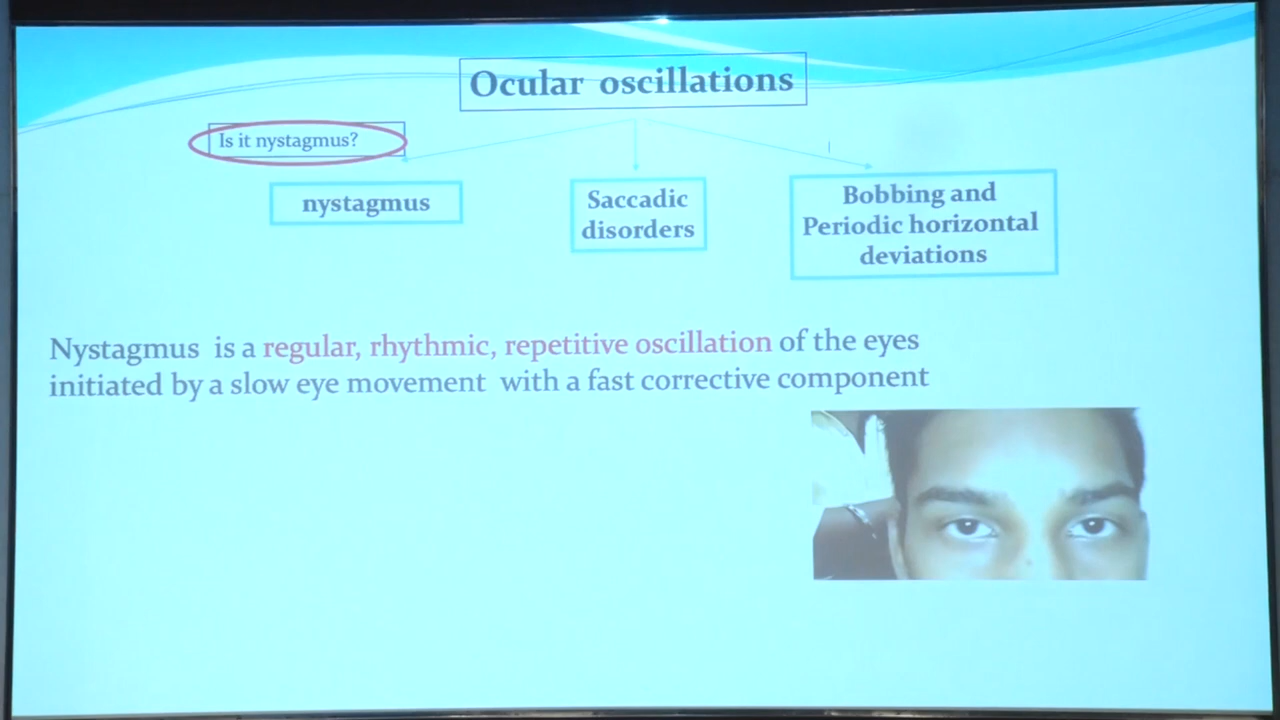 Ocular oscillations
Is it nystagmus?
nystagmus
Saccadic
disorders
Bobbing and
Periodic horizontal
deviations
Nystagmus is a regular, rhythmic, repetitive oscillation of the eyes
initiated by a slow eye movement with a fast corrective component